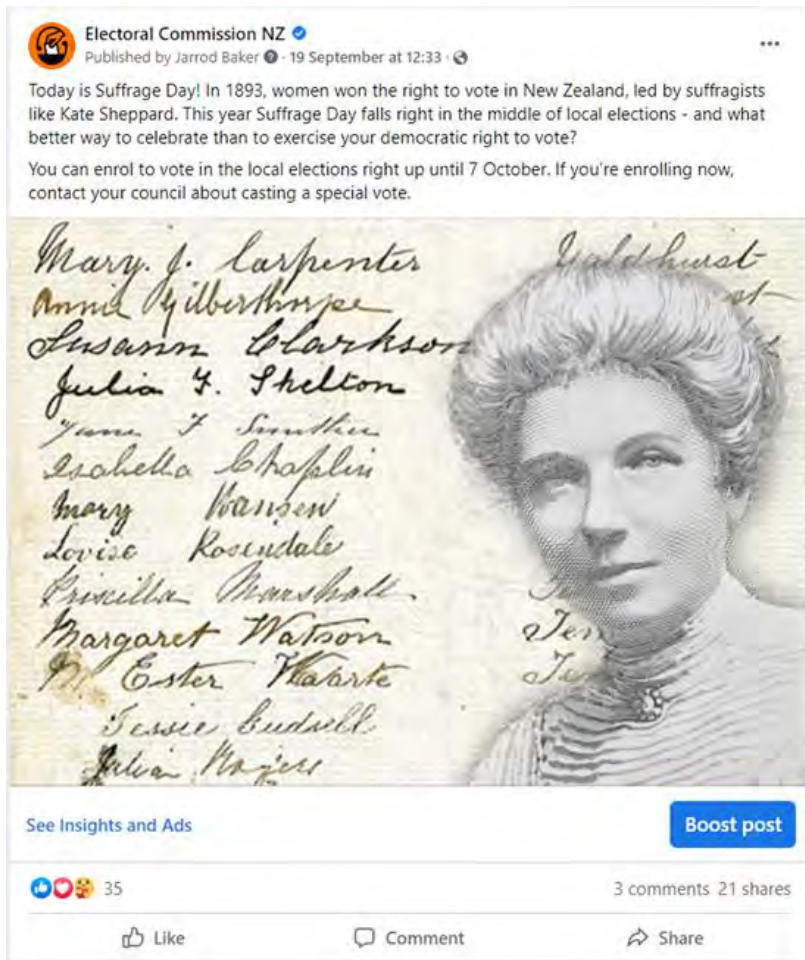 Electoral Commission NZ
Published by Jarrod Baker · 19 September at 12:33 ·
Today is Suffrage Day! In 1893, women won the right to vote in New Zealand, led by suffragists
like Kate Sheppard. This year Suffrage Day falls right in the middle of local elections - and what
better way to celebrate than to exercise your democratic right to vote?
You can enrol to vote in the local elections right up until 7 October. If you're enrolling now,
contact your council about casting a special vote.
Mary. J. Carpenter
Annie Gilberthorpe
Susann Clarkson
Julia F. Shelton
Isabella Chaplin
Mary Hansen
Lovise Rosendale
Priscilla Marshall
Margaret Watson
Ester
Jessie
See Insights and Ads
Boost post
35
3 comments 21 shares
Like
Comment
Share